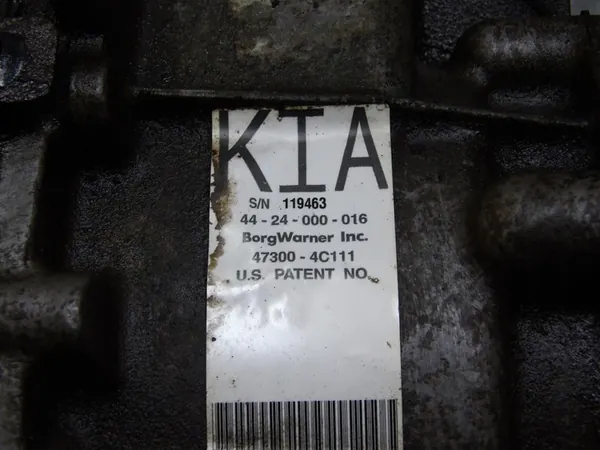 KIA
S/N 119463
44 - 24 - 000 - 016
BorgWarner Inc.
47300 - 4C111
U.S. PATENT NO.